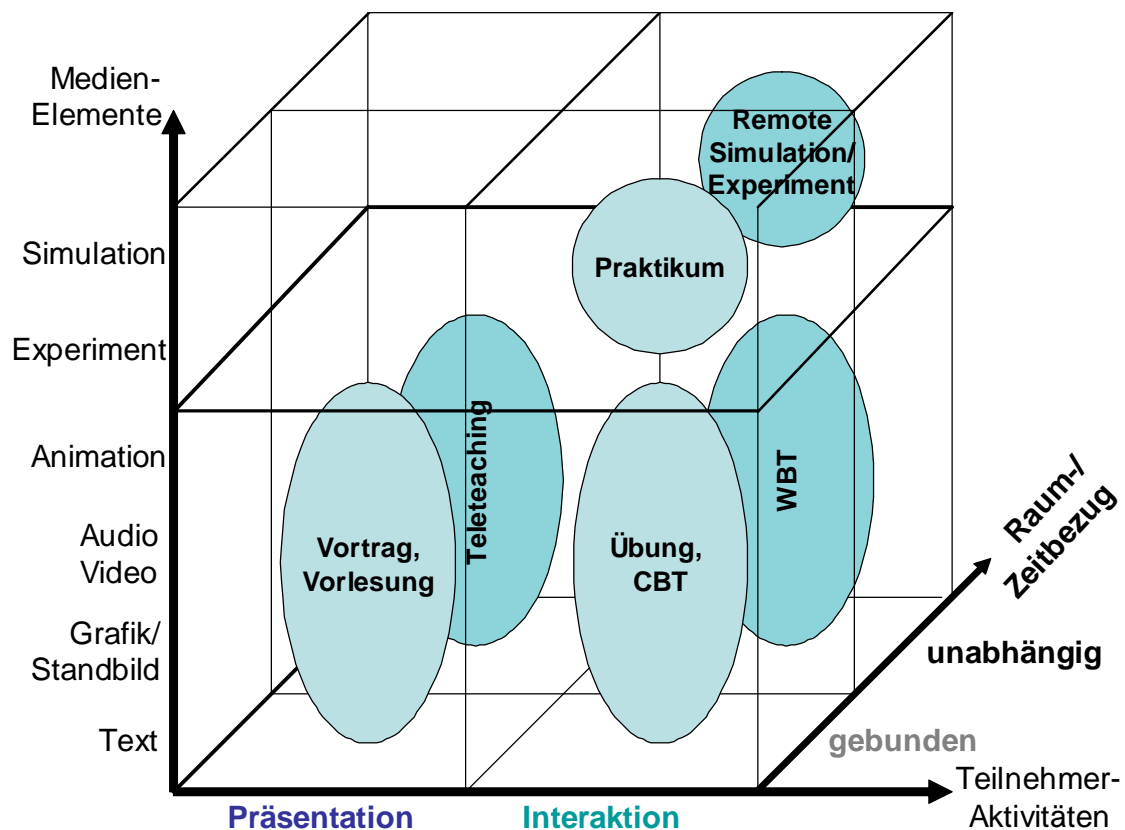 Medien-
Elemente
Simulation
Experiment
Animation
Audio
Video
Grafik/
Standbild
Text
Remote
Simulation/
Experiment
Praktikum
Teleteaching
WBT
Vortrag,
Vorlesung
Übung,
CBT
Raum-/
Zeitbezug
unabhängig
gebunden
Teilnehmer-
Aktivitäten
Präsentation
Interaktion